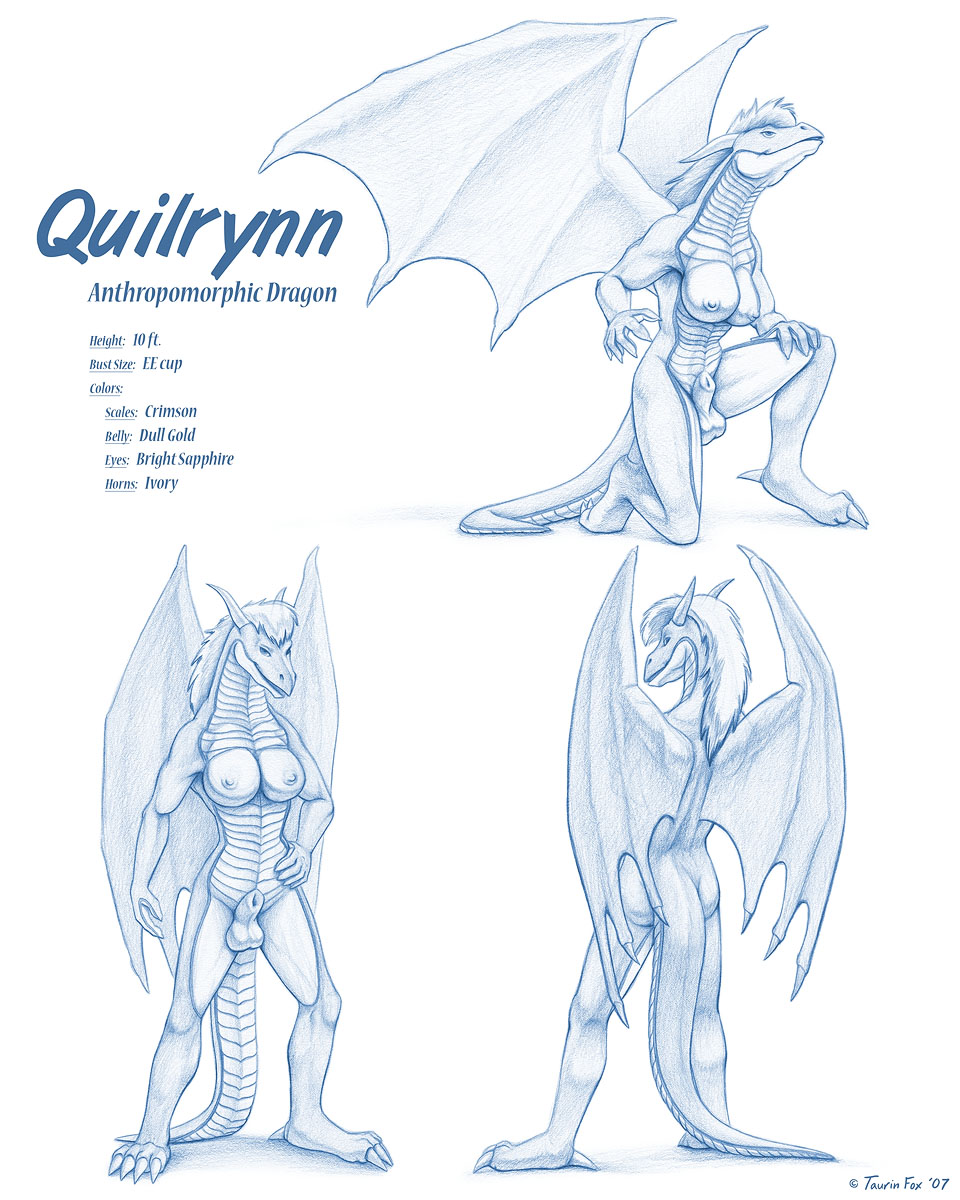 Quilrynn
Anthropomorphic Dragon
Height: 10 ft.
Bust Size: EE cup
Colors:
Scales: Crimson
Belly: Dull Gold
Eyes: Bright Sapphire
Horns: Ivory
© Taurin Fox '07